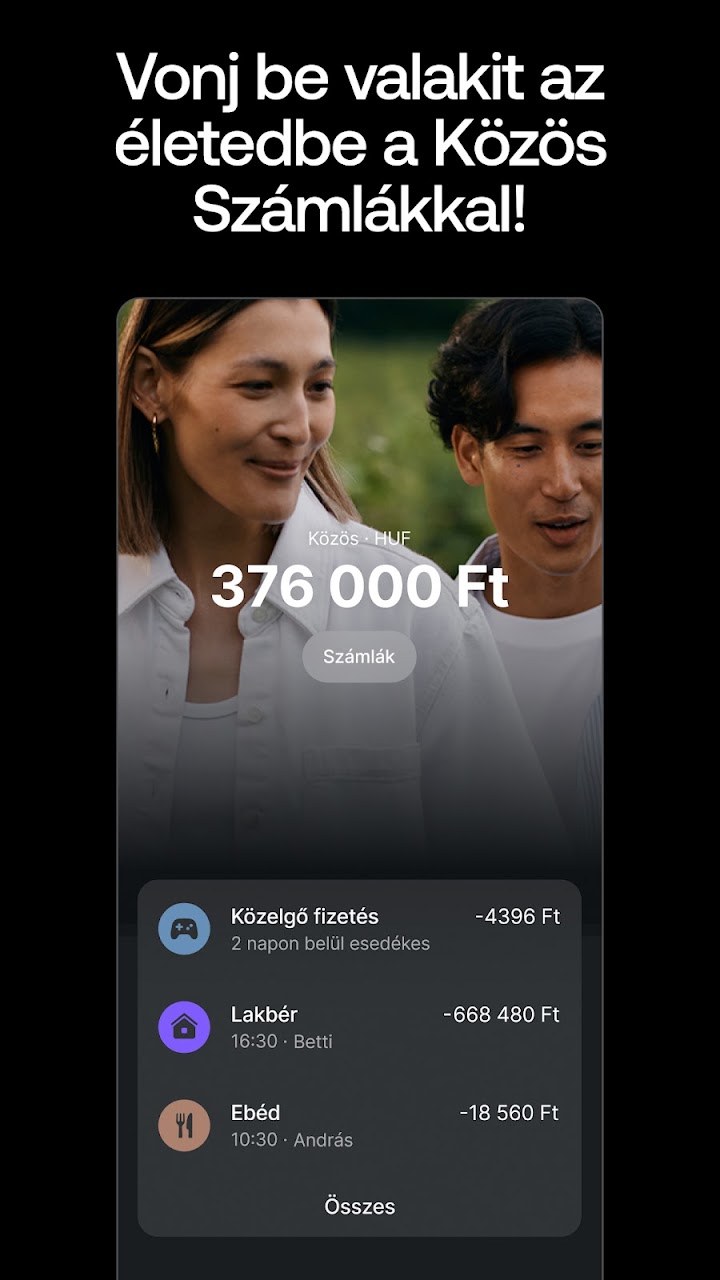 Vonj be valakit az
életedbe a Közös
Számlákkal!
Közös · HUF
376 000 Ft
Számlák
Közelgő fizetés -4396 Ft
2 napon belül esedékes
Lakbér -668 480 Ft
16:30 · Betti
Ebéd -18 560 Ft
10:30 · András
Összes